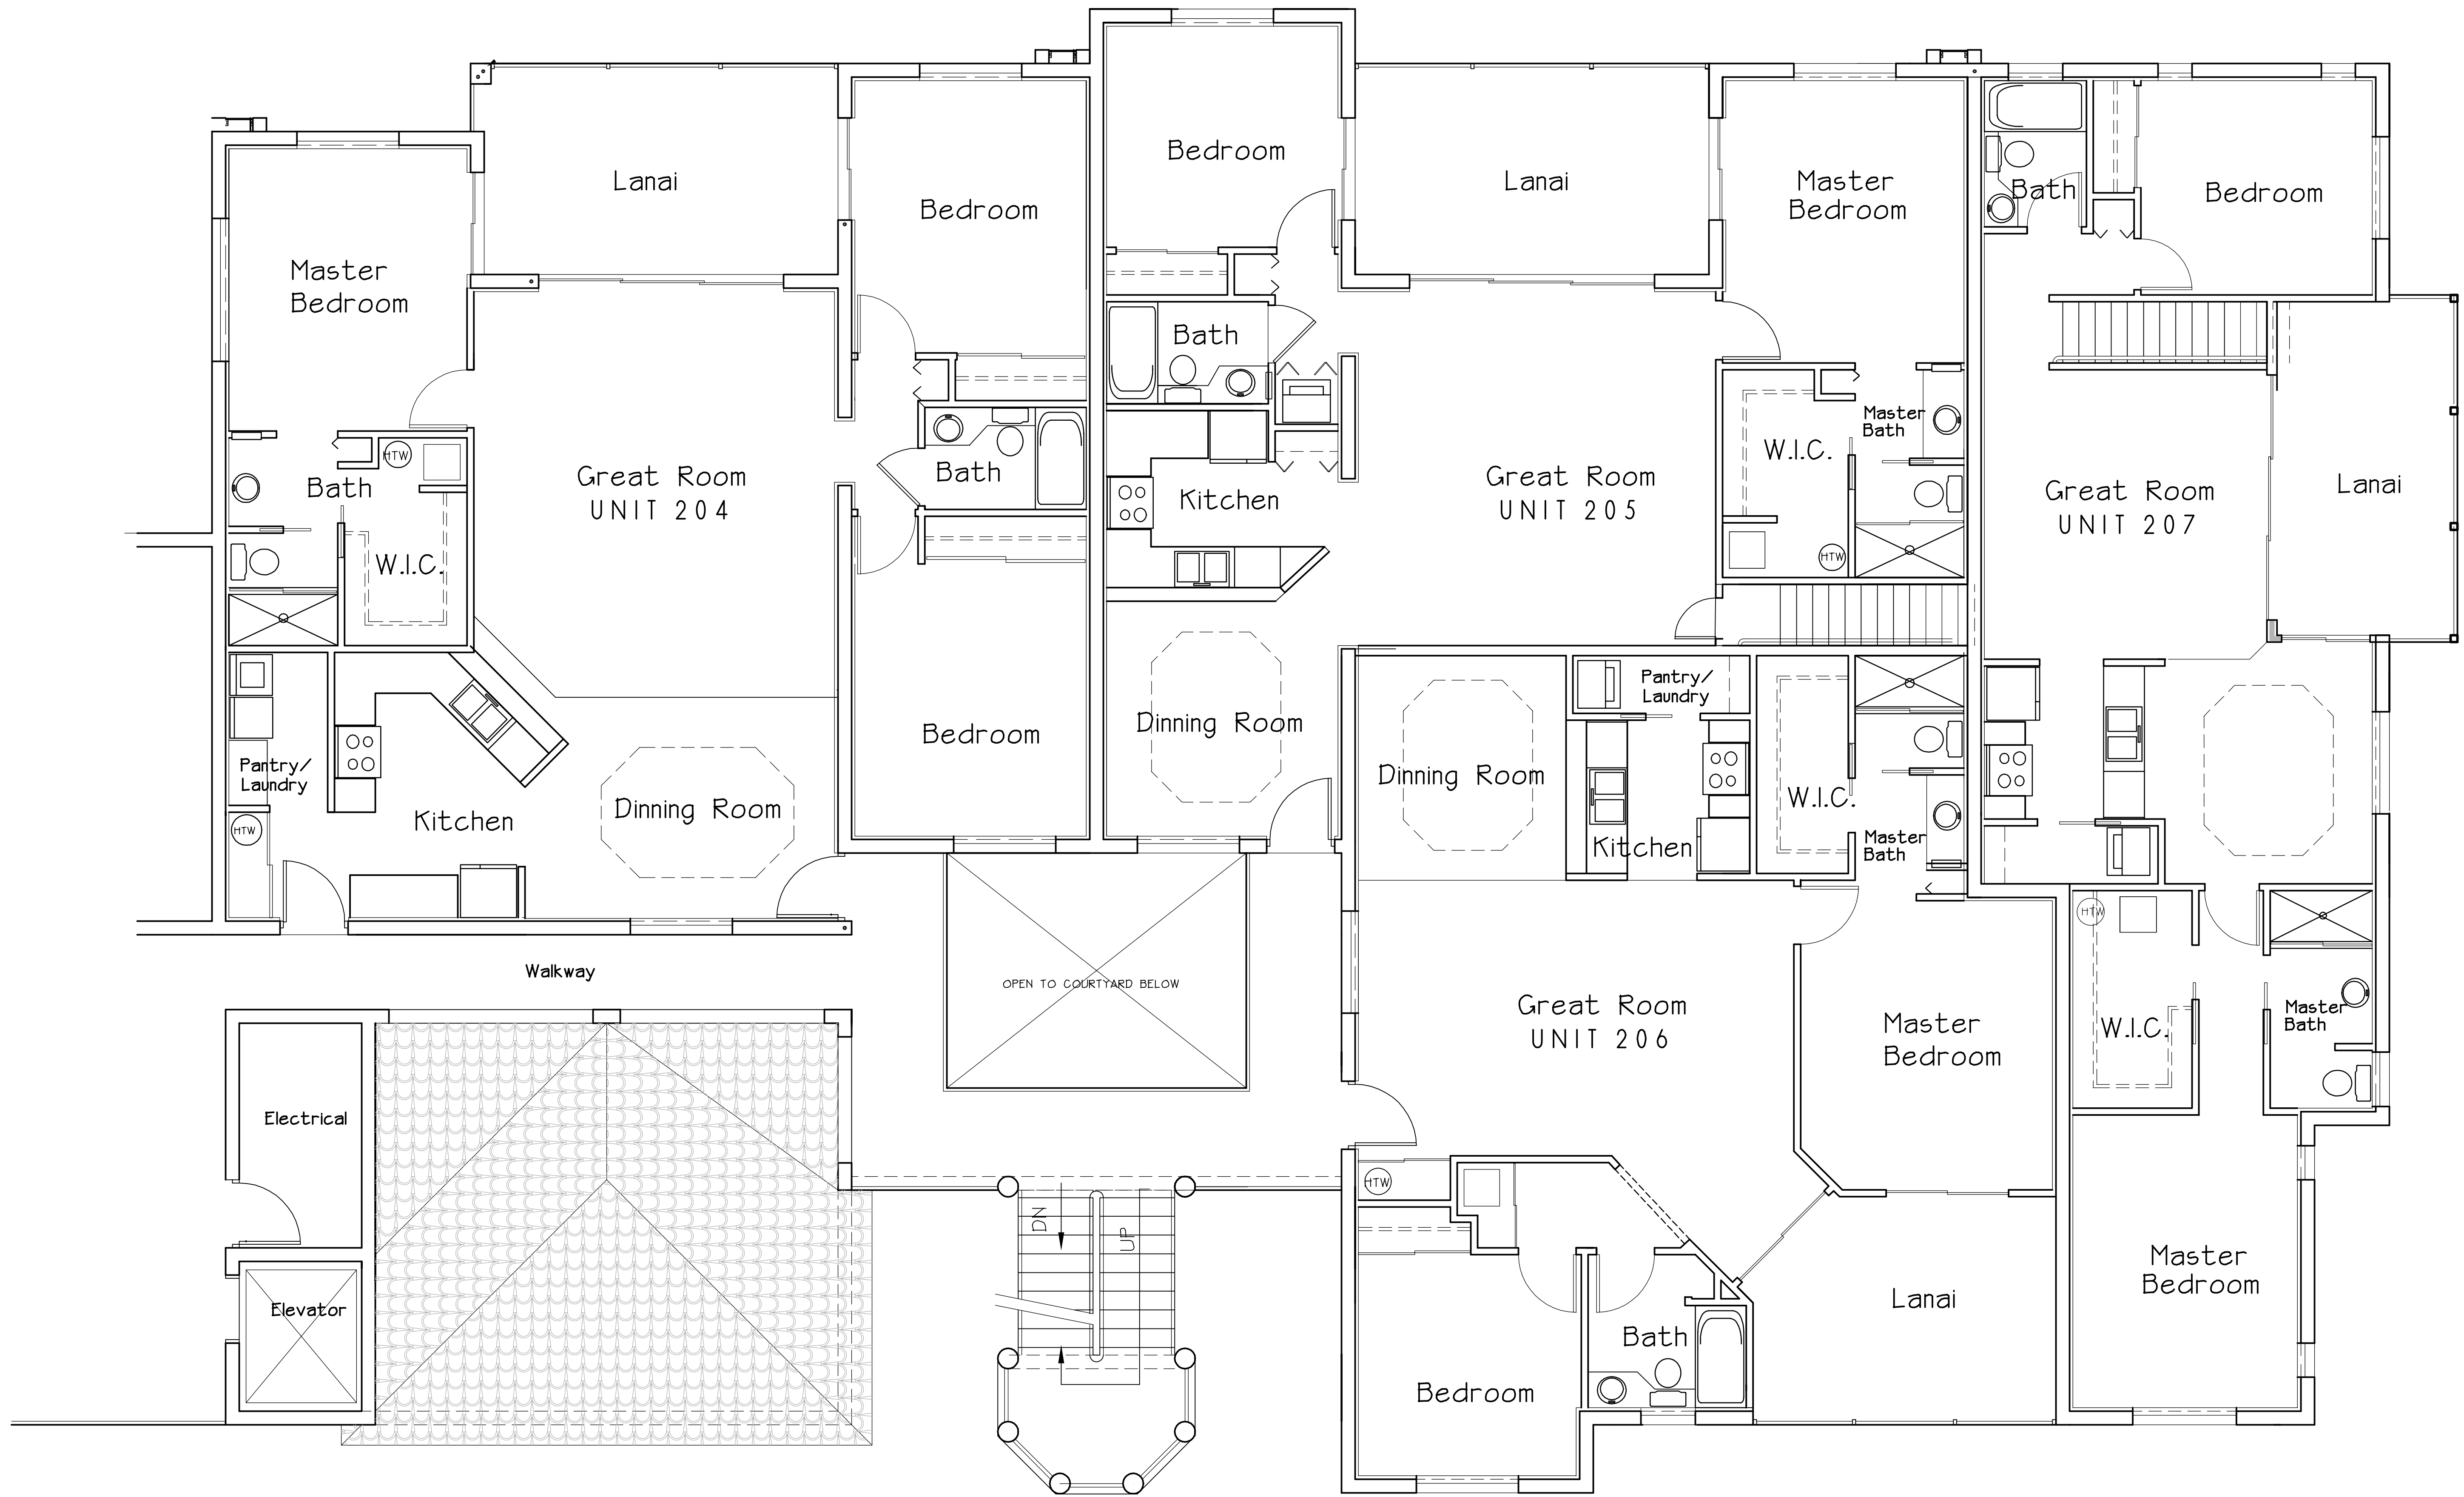 Master
Bedroom
Lanai
Bedroom
Great Room
UNIT 204
Bath
HTW
W.I.C.
Bath
Bedroom
Pantry/
Laundry
HTW
Kitchen
Dinning Room
Bedroom
Lanai
Master
Bedroom
Bath
Kitchen
Great Room
UNIT 205
Master
Bath
W.I.C.
HTW
Dinning Room
Bath
Bedroom
Great Room
UNIT 207
Lanai
HTW
W.I.C.
Master
Bath
Master
Bedroom
Dinning Room
Pantry/
Laundry
Kitchen
W.I.C.
Master
Bath
Great Room
UNIT 206
Master
Bedroom
HTW
Bedroom
Bath
Lanai
Walkway
OPEN TO COURTYARD BELOW
Electrical
Elevator
DN
UP